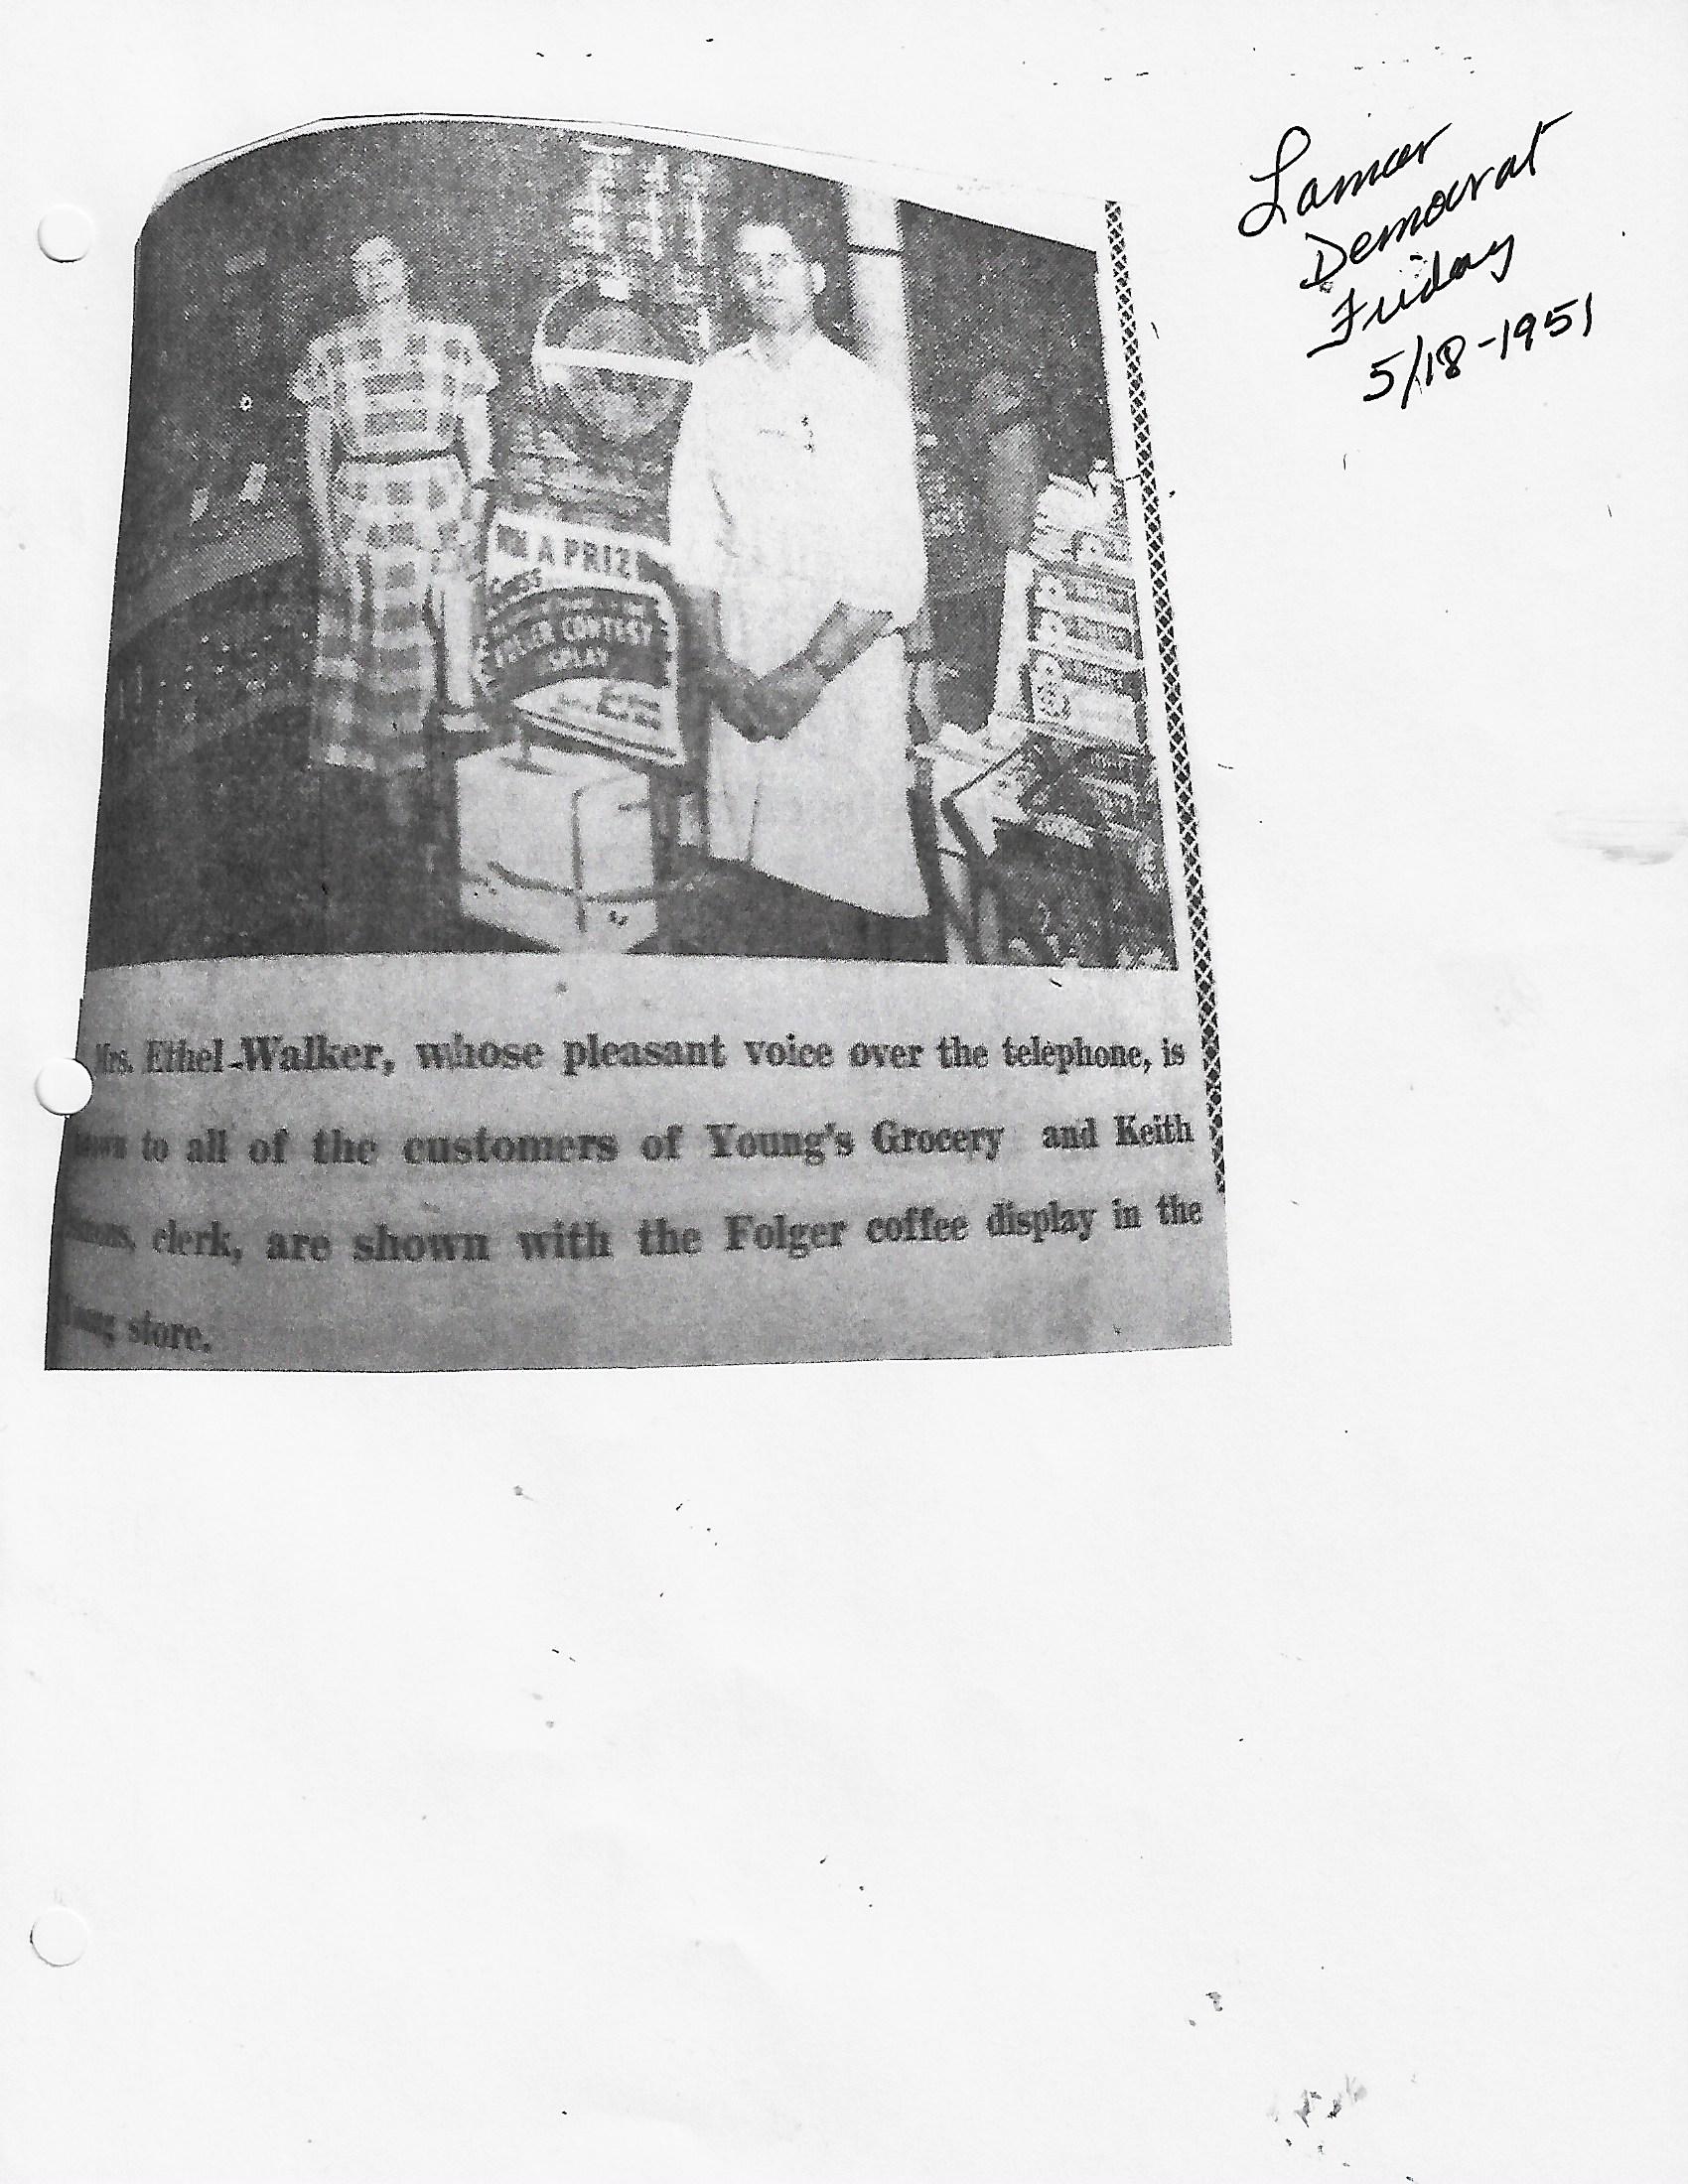 Lamar
Democrat
Friday
5/18-1951
A PRIZE
FOLGER CONTEST
Mrs. Ethel Walker, whose pleasant voice over the telephone, is
to all of the customers of Young's Grocery and Keith
clerk, are shown with the Folger coffee display in the
store.